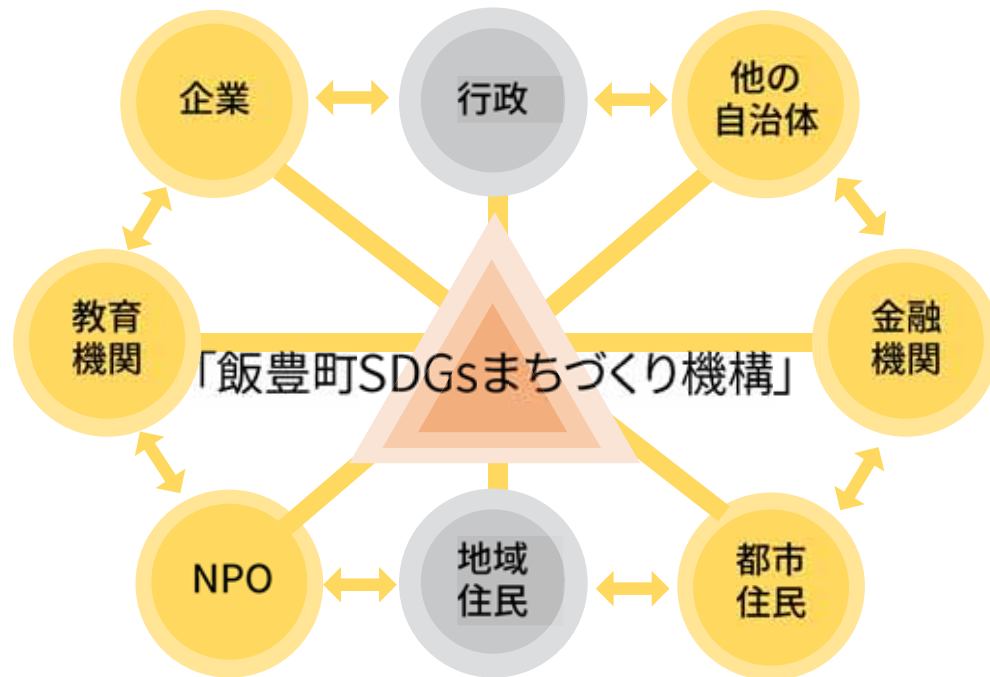 企業
行政
他の
自治体
教育
機関
金融
機関
「飯豊町SDGsまちづくり機構」
NPO
地域
住民
都市
住民